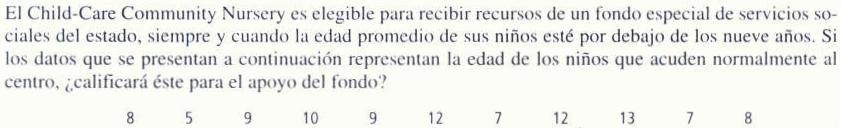 El Child-Care Community Nursery es elegible para recibir recursos de un fondo especial de servicios so-
ciales del estado, siempre y cuando la edad promedio de sus niños esté por debajo de los nueve años. Si
los datos que se presentan a continuación representan la edad de los niños que acuden normalmente al
centro, ¿calificará éste para el apoyo del fondo?
8 5 9 10 9 12 7 12 13 7 8